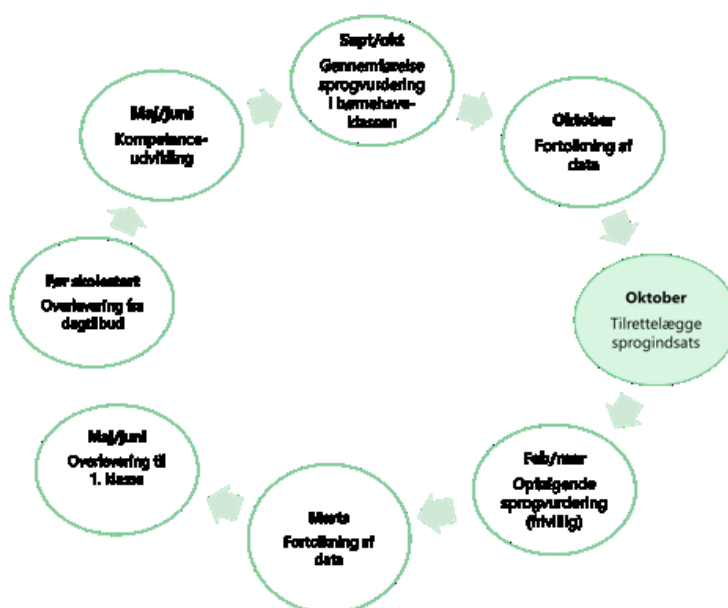 Før skolestart
Overlevering fra
dagtilbud
Maj/juni
Kompetence-
udvikling
Sept/okt
Gennemførelse
sprogvurdering
i børnehave-
klassen
Oktober
Fortolkning af
data
Oktober
Tilrettelægge
sprogindsats
Feb/mar
Opfølgende
sprogvurdering
(frivillig)
Marts
Fortolkning af
data
Maj/juni
Overlevering til
1. klasse